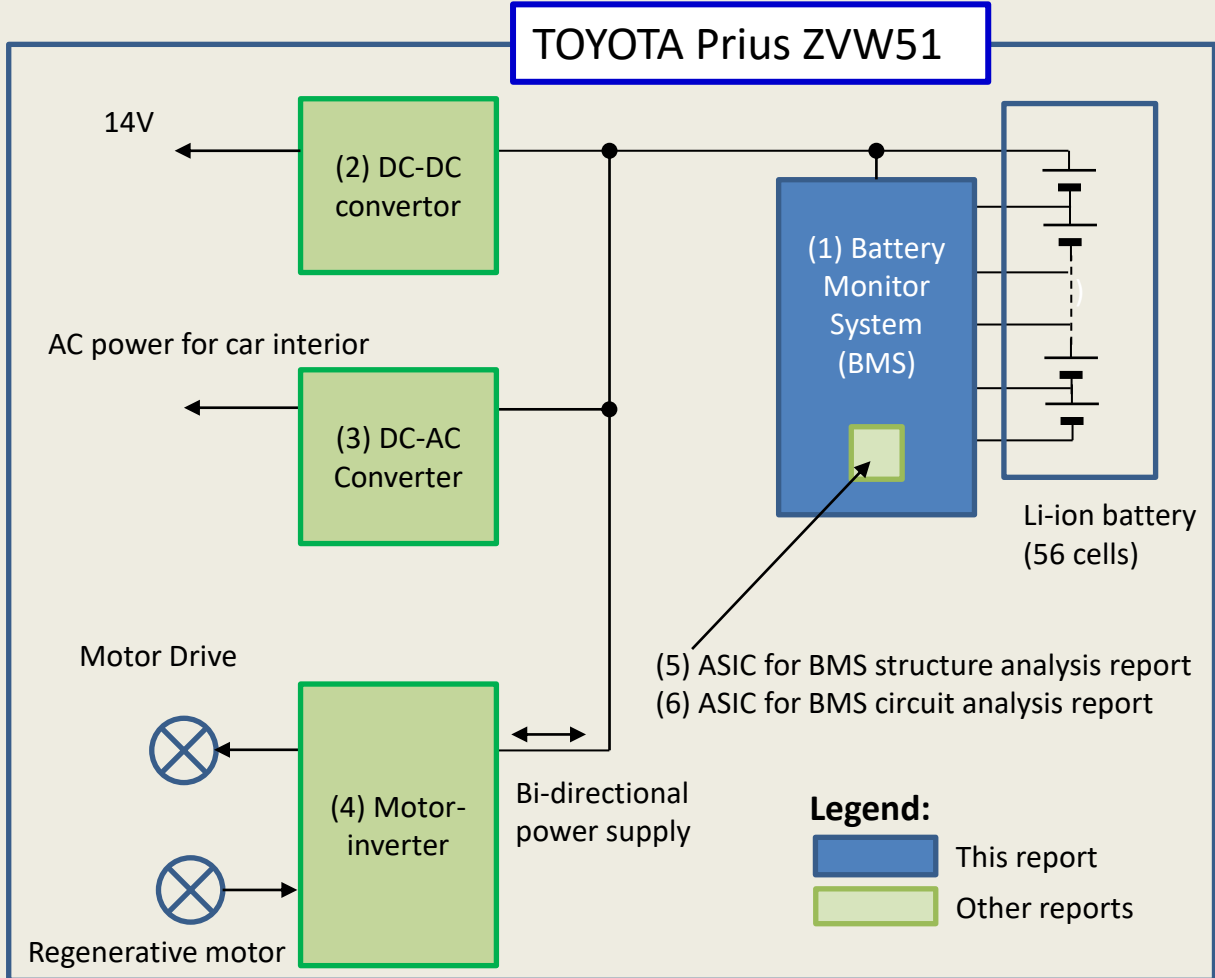 TOYOTA Prius ZVW51
14V
(2) DC-DC
convertor
(1) Battery
Monitor
System
(BMS)
)
AC power for car interior
(3) DC-AC
Converter
Li-ion battery
(56 cells)
Motor Drive
(5) ASIC for BMS structure analysis report
(6) ASIC for BMS circuit analysis report
(4) Motor-
inverter
Bi-directional
power supply
Regenerative motor
Legend:
This report
Other reports